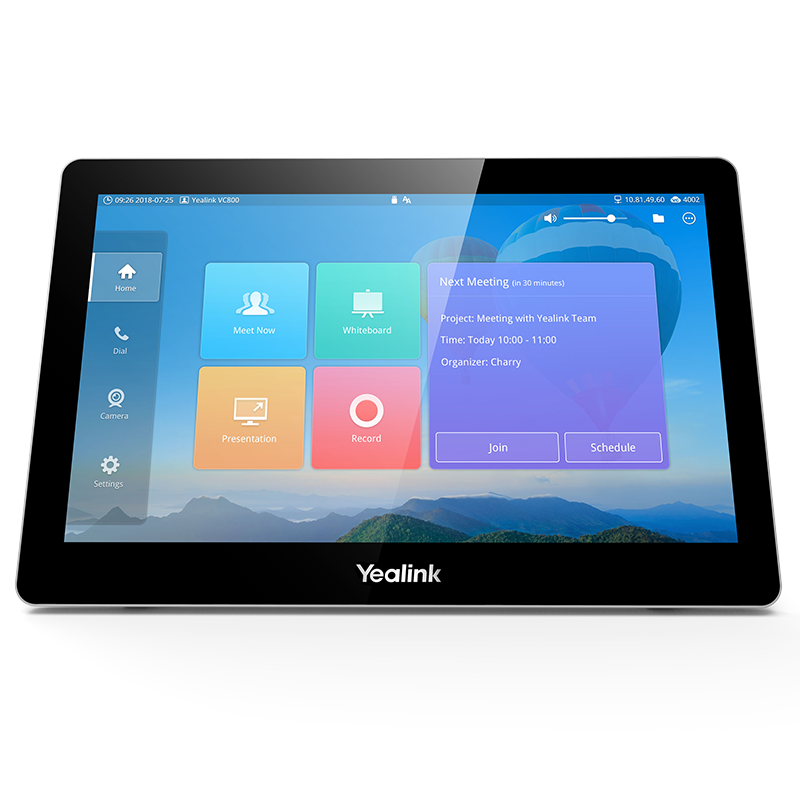 09:26 2018-07-25 Yealink VC800 10.81.49.60 4002
Home
Dial
Camera
Settings
Meet Now
Whiteboard
Presentation
Record
Next Meeting (in 30 minutes)
Project: Meeting with Yealink Team
Time: Today 10:00 - 11:00
Organizer: Charry
Join
Schedule
Yealink